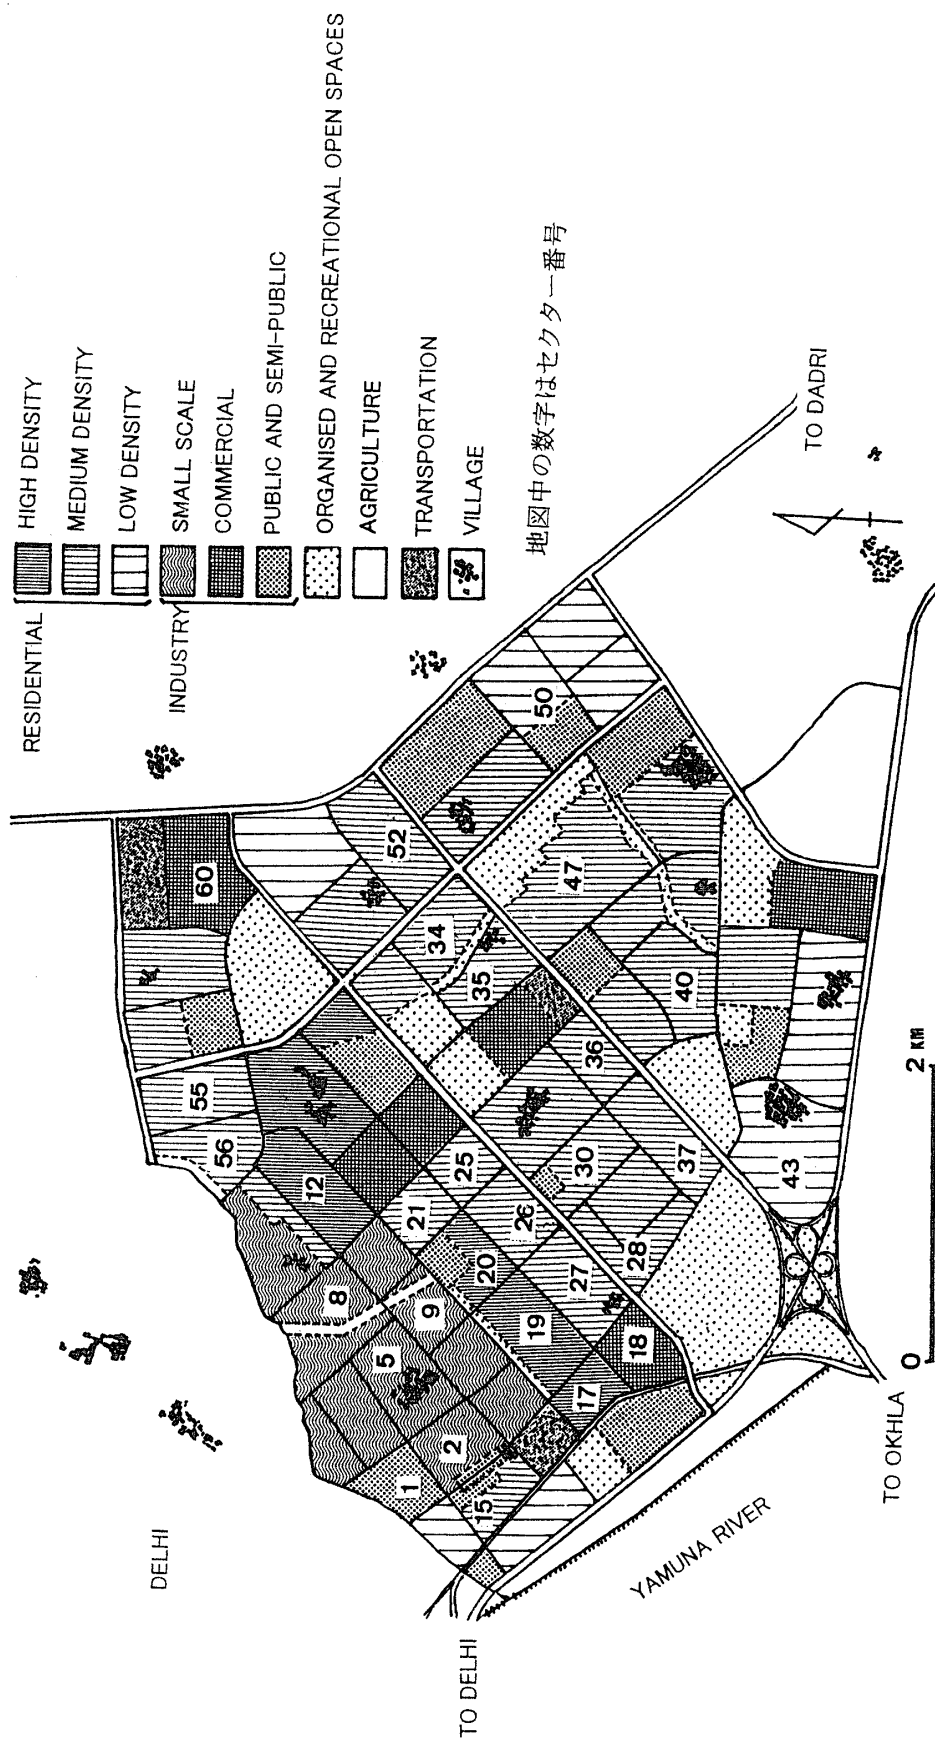 RESIDENTIAL
HIGH DENSITY
MEDIUM DENSITY
LOW DENSITY
INDUSTRY
SMALL SCALE
COMMERCIAL
PUBLIC AND SEMI-PUBLIC
ORGANISED AND RECREATIONAL OPEN SPACES
AGRICULTURE
TRANSPORTATION
VILLAGE
地図中の数字はセクター番号
DELHI
TO DELHI
YAMUNA RIVER
TO OKHLA
TO DADRI
0 2 KM
1
2
5
8
9
12
15
17
18
19
20
21
25
26
27
28
30
34
35
36
37
40
43
47
50
52
55
56
60